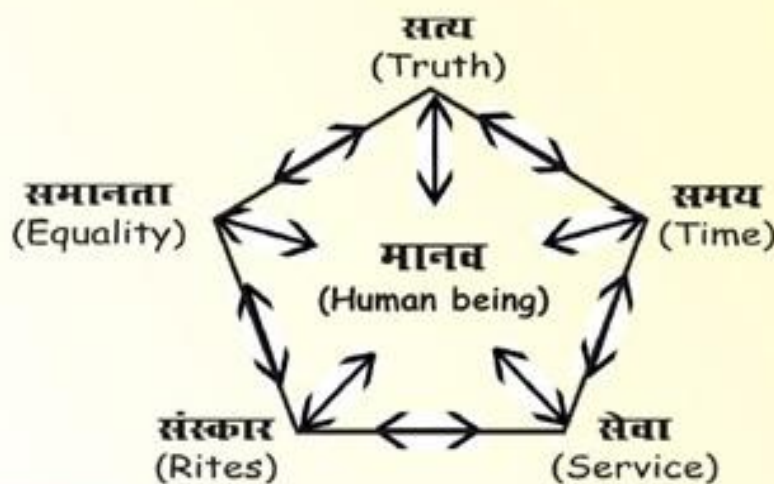 सत्य
(Truth)
समानता
(Equality)
समय
(Time)
मानव
(Human being)
संस्कार
(Rites)
सेवा
(Service)